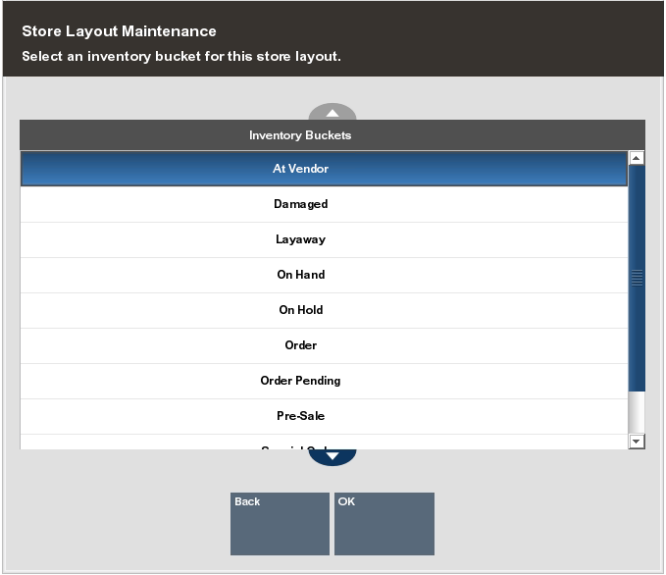 Store Layout Maintenance
Select an inventory bucket for this store layout.
Inventory Buckets
At Vendor
Damaged
Layaway
On Hand
On Hold
Order
Order Pending
Pre-Sale
Back
OK